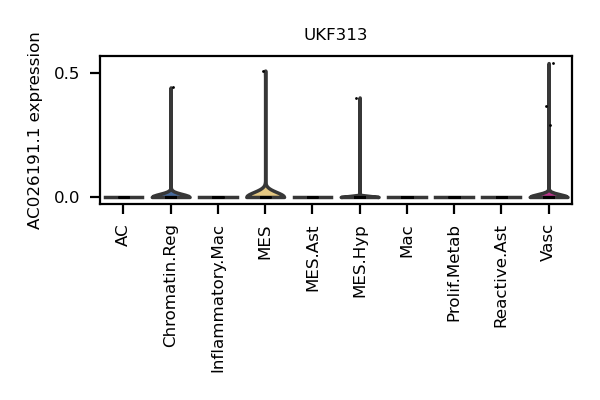 UKF313
AC026191.1 expression
0.5
0.0
AC
Chromatin.Reg
Inflammatory.Mac
MES
MES.Ast
MES.Hyp
Mac
Prolif.Metab
Reactive.Ast
Vasc